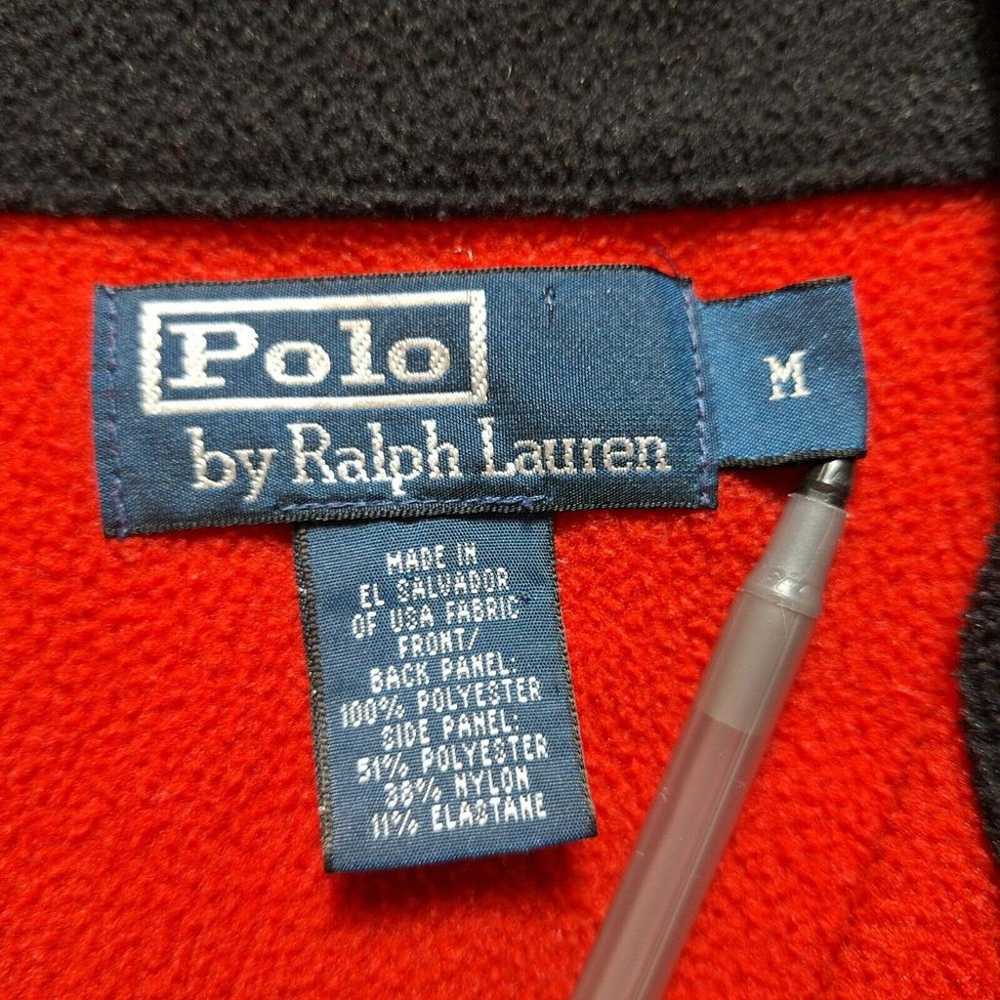 Polo
by Ralph Lauren
M
MADE IN
EL SALVADOR
OF USA FABRIC
FRONT/
BACK PANEL:
100% POLYESTER
SIDE PANEL:
51% POLYESTER
38% NYLON
11% ELASTANE